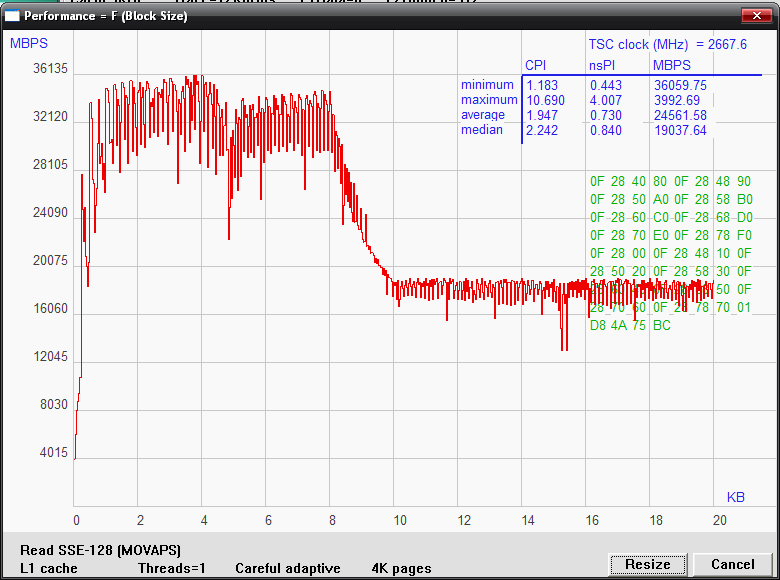 Performance = F (Block Size)
MBPS
TSC clock (MHz) = 2667.6
CPI nsPI MBPS
minimum 1.183 0.443 36059.75
maximum 10.690 4.007 3992.69
average 1.947 0.730 24561.58
median 2.242 0.840 19037.64
36135
32120
28105
24090
20075
16060
12045
8030
4015
0F 28 40 80 0F 28 48 90
0F 28 50 A0 0F 28 58 B0
0F 28 60 C0 0F 28 68 D0
0F 28 70 E0 0F 28 78 F0
0F 28 00 0F 28 48 10 0F
28 50 20 0F 28 58 30 0F
50 0F
28 70 60 0F 28 78 70 01
D8 4A 75 BC
KB
0 2 4 6 8 10 12 14 16 18 20
Read SSE-128 (MOVAPS)
L1 cache Threads=1 Careful adaptive 4K pages
Resize Cancel